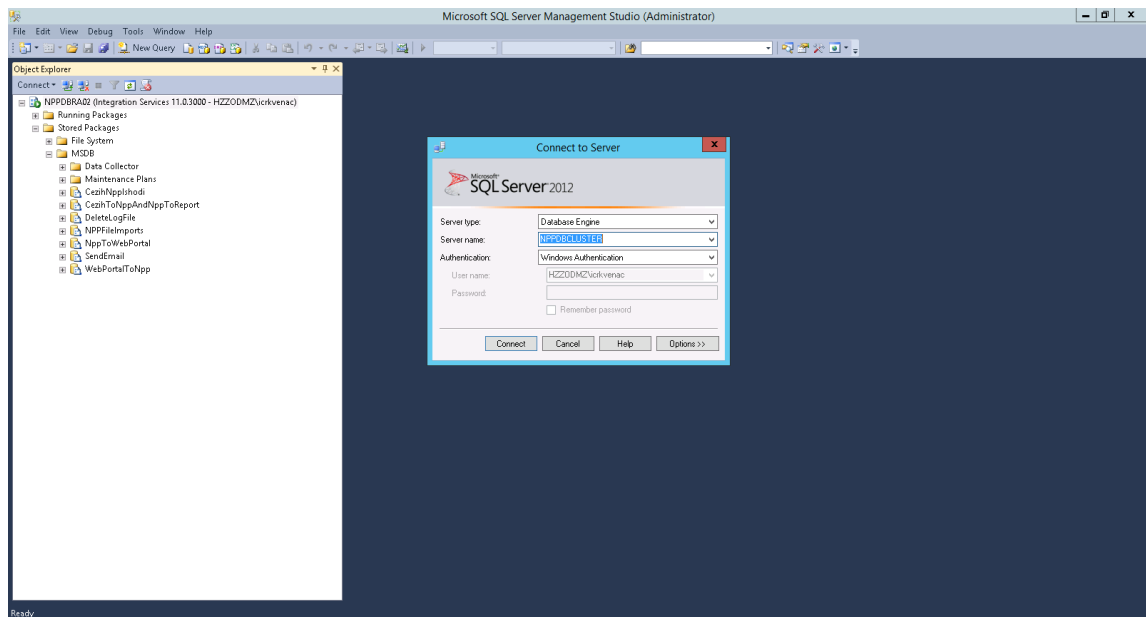 Microsoft SQL Server Management Studio (Administrator)
File Edit View Debug Tools Window Help
New Query
Object Explorer
Connect
NPPDBRA02 (Integration Services 11.0.3000 - HZZODMZ\icrkvenac)
Running Packages
Stored Packages
File System
MSDB
Data Collector
Maintenance Plans
CezihNppIshodi
CezihToNppAndNppToReport
DeleteLogFile
NPPFileImports
NppToWebPortal
SendEmail
WebPortalToNpp
Connect to Server
Microsoft
SQL Server 2012
Server type: Database Engine
Server name: NPPDBCLUSTER
Authentication: Windows Authentication
User name: HZZODMZ\icrkvenac
Password:
Remember password
Connect Cancel Help Options >>
Ready